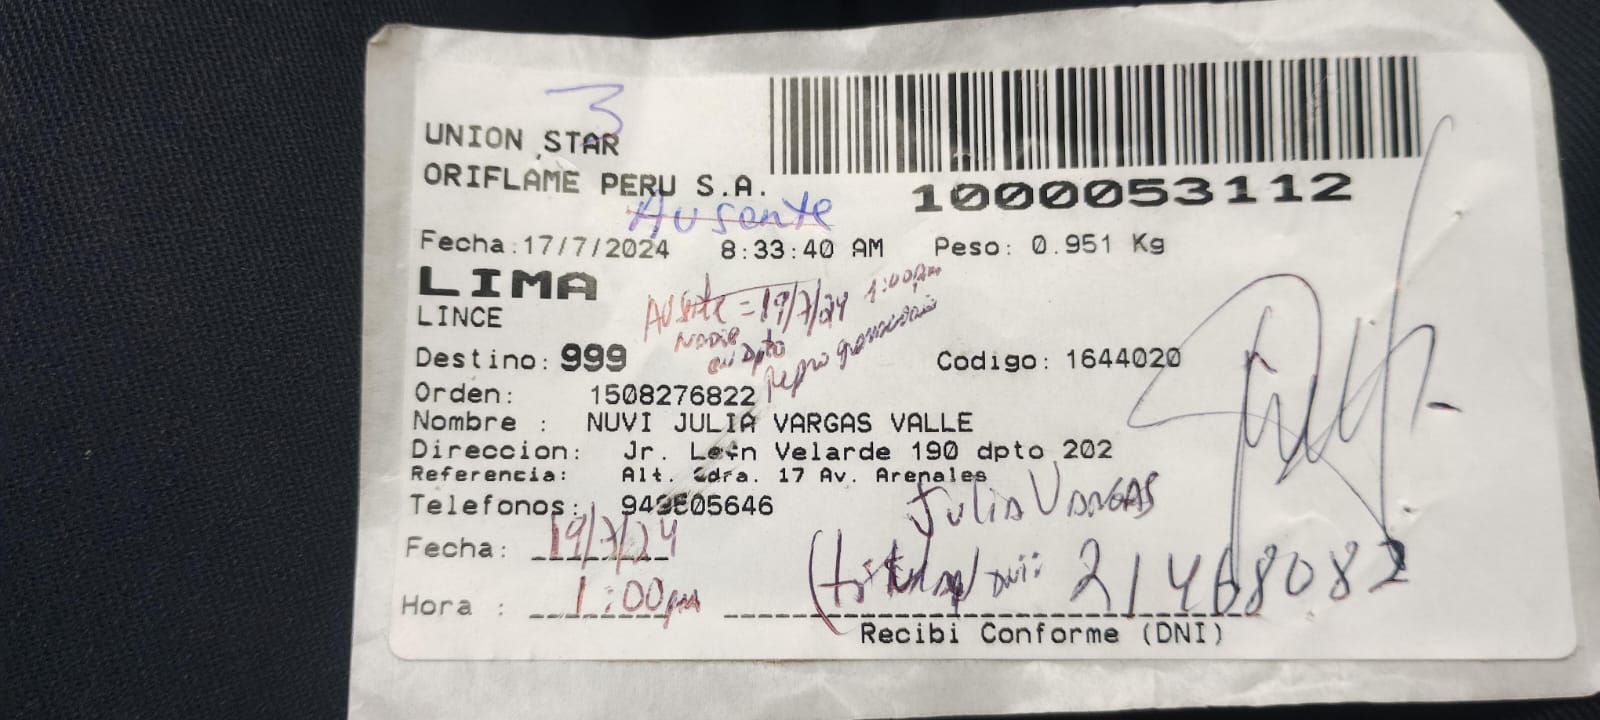 3
UNION STAR
ORIFLAME PERU S.A.
1000053112
Ausente
Fecha:17/7/2024 8:33:40 AM Peso: 0.951 Kg
LIMA
LINCE
Ausente = 19/7/24 1:00pm
Nadie
en Dpto
Destino: 999 Codigo: 1644020
Orden: 1508276822
Nombre : NUVI JULIA VARGAS VALLE
Direccion: Jr. León Velarde 190 dpto 202
Referencia: Alt. Cdra. 17 Av. Arenales
Telefonos:
Julia VARGAS
Fecha: 19/7/24
(titular) DNI: 21468082
Hora : 1:00pm
Recibi Conforme (DNI)